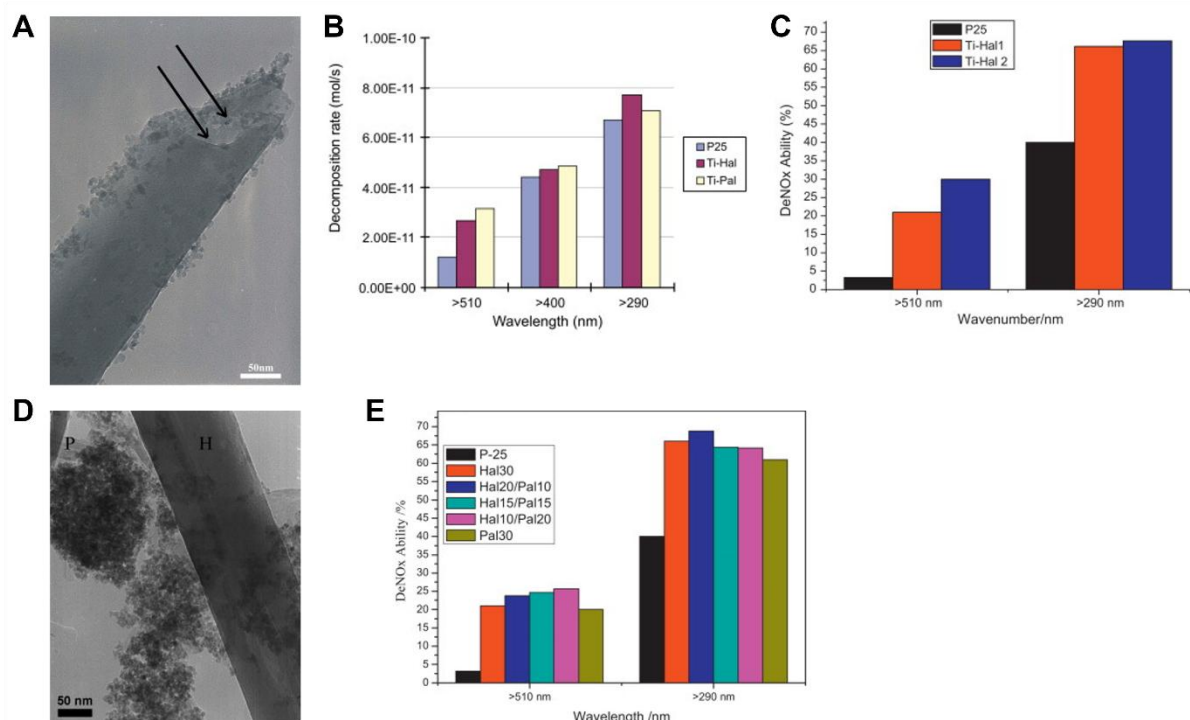 A
50nm
B
1.00E-10
8.00E-11
6.00E-11
4.00E-11
2.00E-11
0.00E+00
Decomposition rate (mol/s)
>510
>400
>290
Wavelength (nm)
P25
Ti-Hal
Ti-Pal
C
65
60
55
50
45
40
35
30
25
20
15
10
5
0
DeNOx Ability (%)
P25
Ti-Hal1
Ti-Hal 2
>510 nm
>290 nm
Wavenumber/nm
D
P
H
50 nm
E
70
65
60
55
50
45
40
35
30
25
20
15
10
5
0
DeNOx Ability /%
P-25
Hal30
Hal20/Pal10
Hal15/Pal15
Hal10/Pal20
Pal30
>510 nm
>290 nm
Wavelength /nm